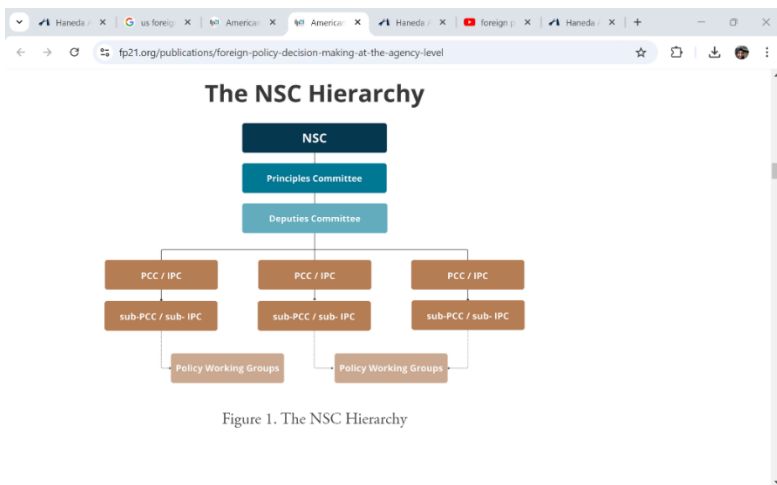 Haneda
us foreig
American
American
Haneda
foreign p
Haneda
fp21.org/publications/foreign-policy-decision-making-at-the-agency-level
The NSC Hierarchy
NSC
Principles Committee
Deputies Committee
PCC / IPC PCC / IPC PCC / IPC
sub-PCC / sub- IPC sub-PCC / sub- IPC sub-PCC / sub- IPC
Policy Working Groups Policy Working Groups
Figure 1. The NSC Hierarchy